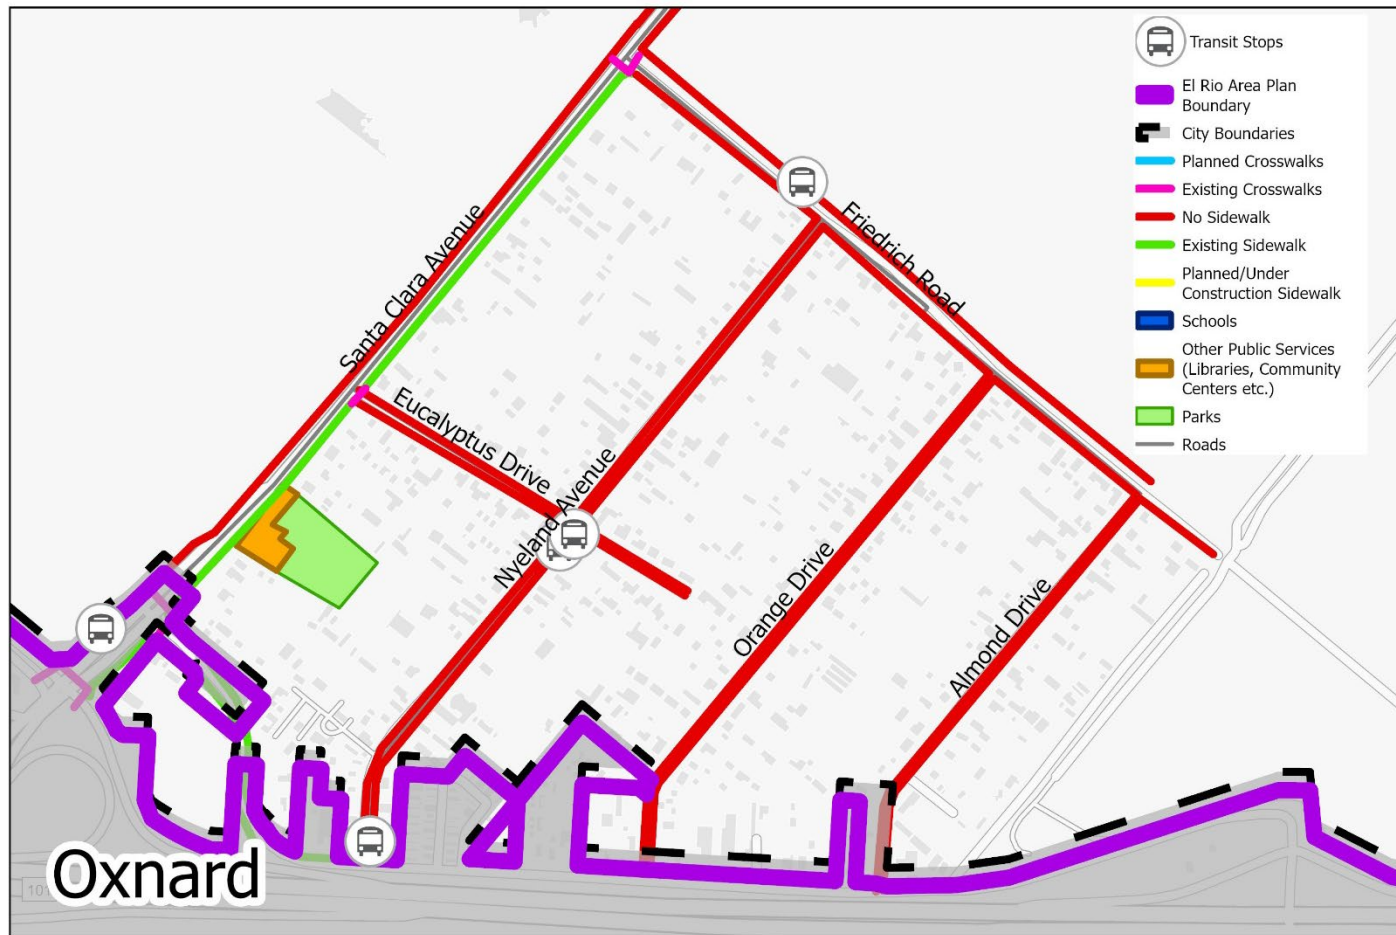 Transit Stops
El Rio Area Plan
Boundary
City Boundaries
Planned Crosswalks
Existing Crosswalks
No Sidewalk
Existing Sidewalk
Planned/Under
Construction Sidewalk
Schools
Other Public Services
(Libraries, Community
Centers etc.)
Parks
Roads
Santa Clara Avenue
Friedrich Road
Eucalyptus Drive
Nyeland Avenue
Orange Drive
Almond Drive
Oxnard